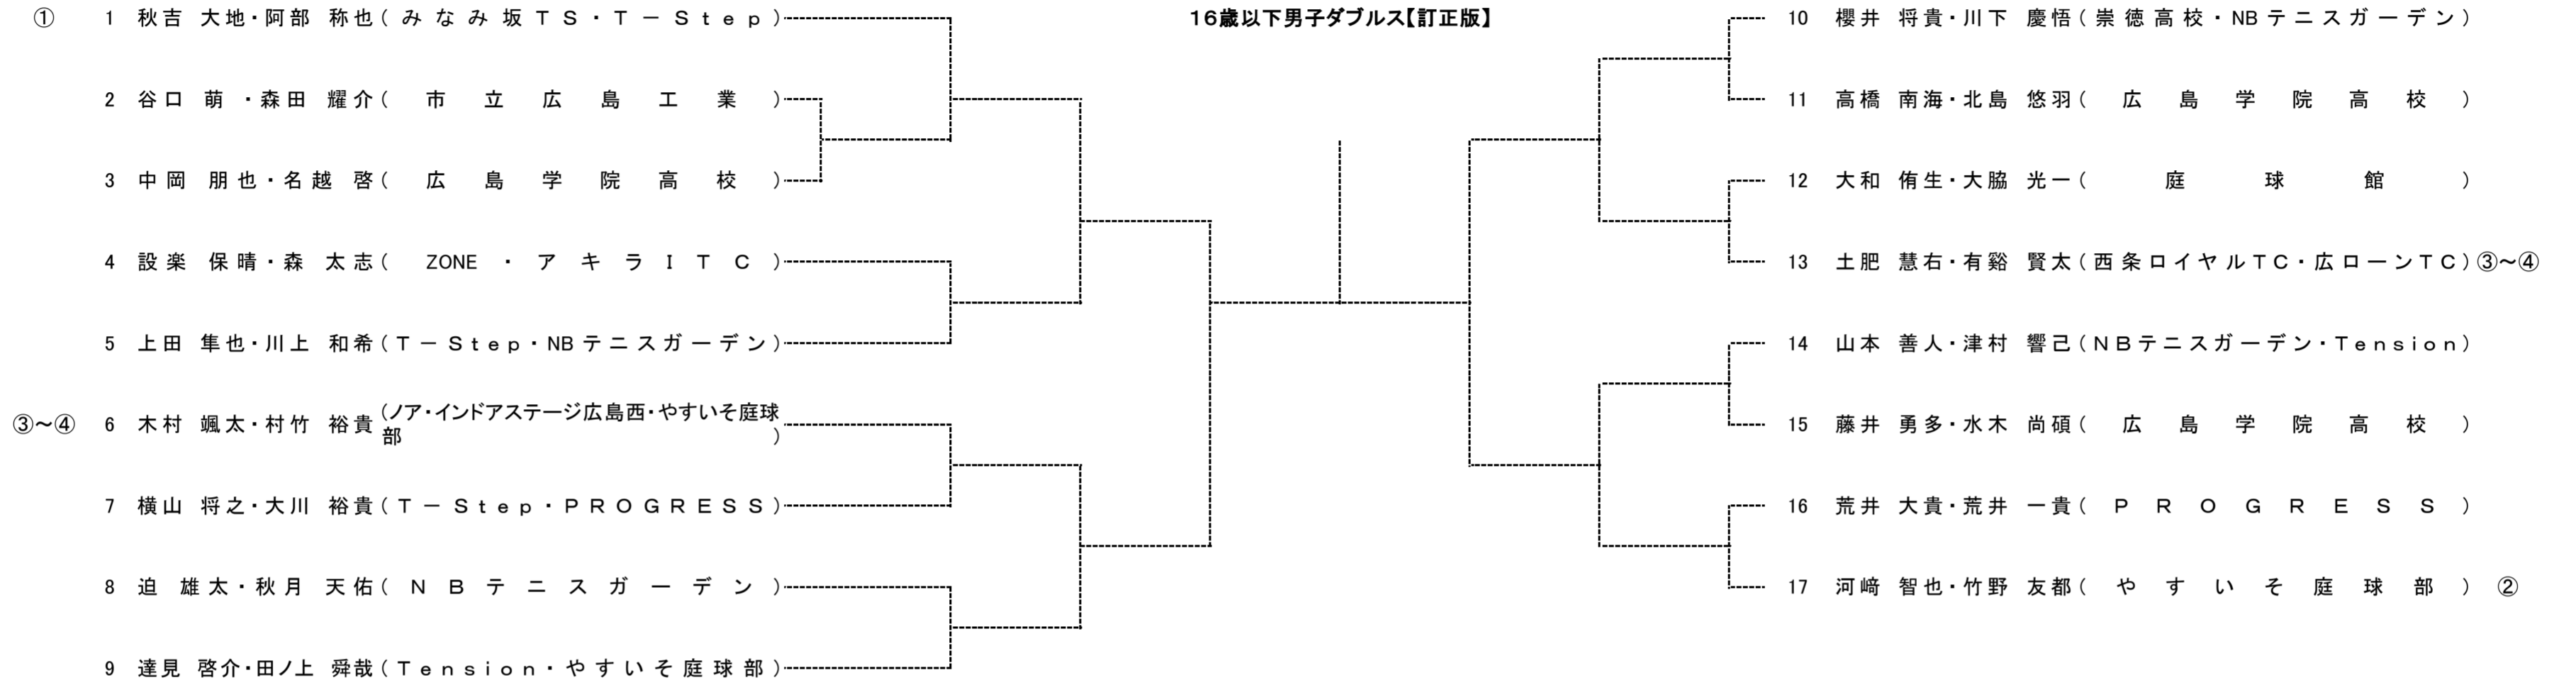 16歳以下男子ダブルス【訂正版】
① 1 秋吉 大地・阿部 称也(みなみ坂TS・T－Step)
2 谷口 萌・森田 耀介(市立広島工業)
3 中岡 朋也・名越 啓(広島学院高校)
4 設楽 保晴・森 太志(ZONE・アキラITC)
5 上田 隼也・川上 和希(T－Step・NBテニスガーデン)
③～④ 6 木村 颯太・村竹 裕貴(ノア・インドアステージ広島西・やすいそ庭球
部)
7 横山 将之・大川 裕貴(T－Step・PROGRESS)
8 迫 雄太・秋月 天佑(NBテニスガーデン)
9 達見 啓介・田ノ上 舜哉(Tension・やすいそ庭球部)
10 櫻井 将貴・川下 慶悟(崇徳高校・NBテニスガーデン)
11 高橋 南海・北島 悠羽(広島学院高校)
12 大和 侑生・大脇 光一(庭球館)
13 土肥 慧右・有谿 賢太(西条ロイヤルTC・広ローンTC) ③～④
14 山本 善人・津村 響己(NBテニスガーデン・Tension)
15 藤井 勇多・水木 尚碩(広島学院高校)
16 荒井 大貴・荒井 一貴(PROGRESS)
17 河﨑 智也・竹野 友都(やすいそ庭球部) ②